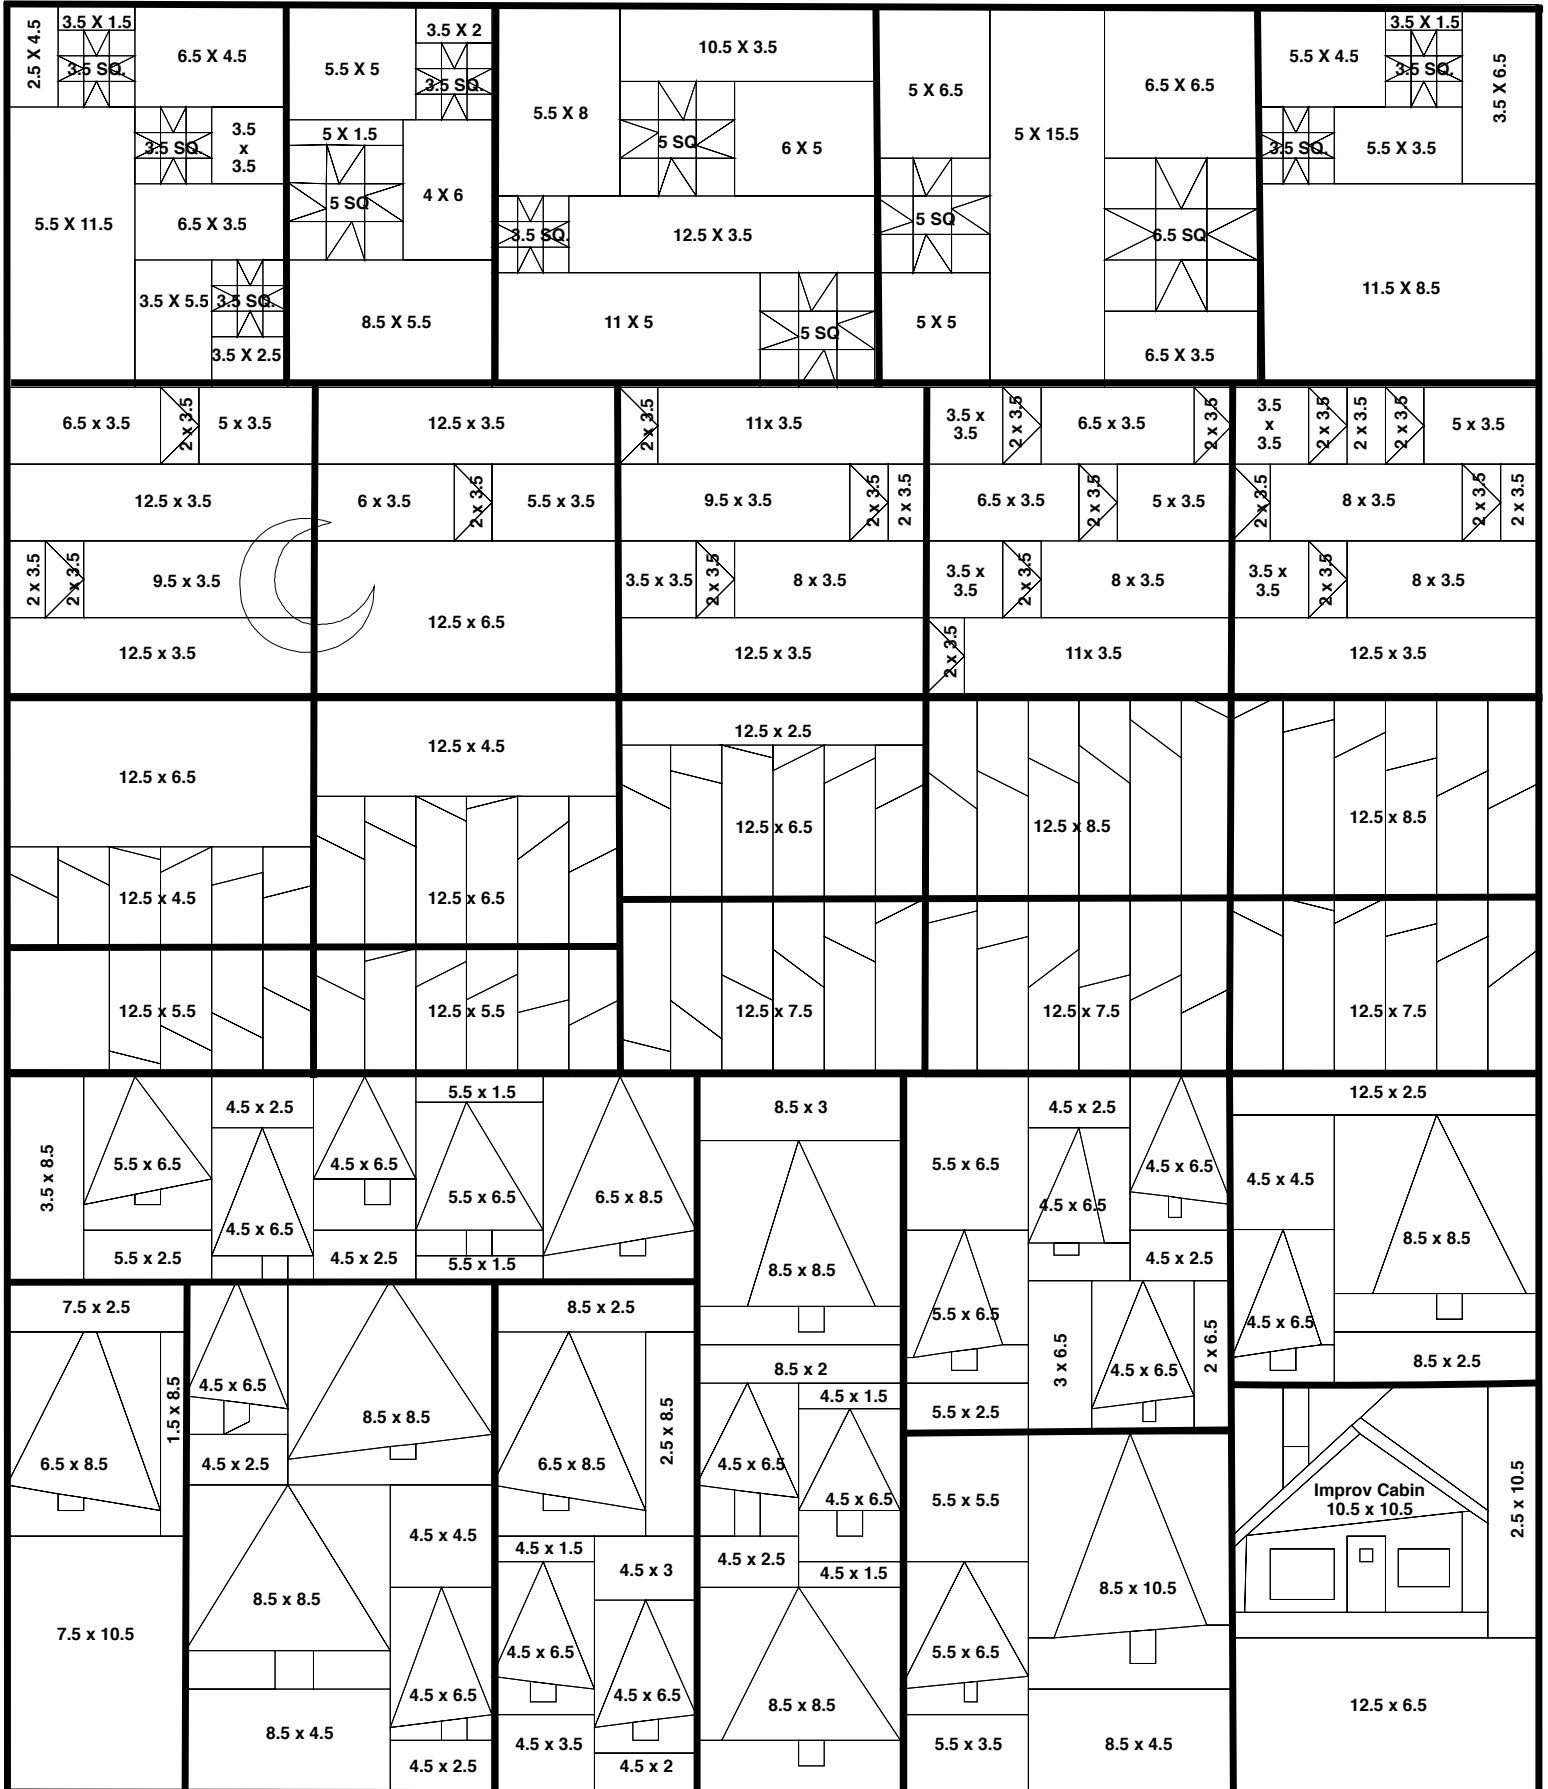 2.5 X 4.5
3.5 X 1.5
3.5 SQ.
6.5 X 4.5
3.5 SQ.
3.5
x
3.5
5.5 X 11.5
6.5 X 3.5
3.5 X 5.5
3.5 SQ.
3.5 X 2.5
5.5 X 5
3.5 X 2
3.5 SQ.
5 X 1.5
5 SQ
4 X 6
8.5 X 5.5
5.5 X 8
10.5 X 3.5
5 SQ
6 X 5
3.5 SQ.
12.5 X 3.5
11 X 5
5 SQ
5 X 6.5
5 SQ
5 X 5
5 X 15.5
6.5 X 6.5
6.5 SQ
6.5 X 3.5
5.5 X 4.5
3.5 X 1.5
3.5 SQ.
3.5 X 6.5
3.5 SQ.
5.5 X 3.5
11.5 X 8.5
6.5 x 3.5
2 x 3.5
5 x 3.5
12.5 x 3.5
2 x 3.5
2 x 3.5
9.5 x 3.5
12.5 x 3.5
12.5 x 3.5
6 x 3.5
2 x 3.5
5.5 x 3.5
12.5 x 6.5
2 x 3.5
11x 3.5
9.5 x 3.5
2 x 3.5
2 x 3.5
3.5 x 3.5
2 x 3.5
8 x 3.5
12.5 x 3.5
3.5 x
3.5
2 x 3.5
6.5 x 3.5
2 x 3.5
6.5 x 3.5
2 x 3.5
5 x 3.5
3.5 x
3.5
2 x 3.5
8 x 3.5
2 x 3.5
11x 3.5
3.5
x
3.5
2 x 3.5
2 x 3.5
2 x 3.5
5 x 3.5
2 x 3.5
8 x 3.5
2 x 3.5
2 x 3.5
3.5 x
3.5
2 x 3.5
8 x 3.5
12.5 x 3.5
12.5 x 6.5
12.5 x 4.5
12.5 x 4.5
12.5 x 6.5
12.5 x 2.5
12.5 x 6.5
12.5 x 8.5
12.5 x 8.5
12.5 x 5.5
12.5 x 5.5
12.5 x 7.5
12.5 x 7.5
12.5 x 7.5
3.5 x 8.5
5.5 x 6.5
5.5 x 2.5
4.5 x 2.5
4.5 x 6.5
4.5 x 6.5
4.5 x 2.5
5.5 x 1.5
5.5 x 6.5
5.5 x 1.5
6.5 x 8.5
7.5 x 2.5
6.5 x 8.5
1.5 x 8.5
7.5 x 10.5
4.5 x 6.5
4.5 x 2.5
8.5 x 8.5
8.5 x 8.5
4.5 x 4.5
4.5 x 6.5
8.5 x 4.5
4.5 x 2.5
8.5 x 2.5
6.5 x 8.5
2.5 x 8.5
4.5 x 1.5
4.5 x 6.5
4.5 x 3.5
4.5 x 3
4.5 x 6.5
4.5 x 2
8.5 x 3
8.5 x 8.5
8.5 x 2
4.5 x 6.5
4.5 x 2.5
4.5 x 1.5
4.5 x 6.5
4.5 x 1.5
8.5 x 8.5
5.5 x 6.5
4.5 x 2.5
4.5 x 6.5
4.5 x 6.5
4.5 x 2.5
5.5 x 6.5
5.5 x 2.5
3 x 6.5
4.5 x 6.5
2 x 6.5
5.5 x 5.5
5.5 x 6.5
5.5 x 3.5
8.5 x 10.5
8.5 x 4.5
12.5 x 2.5
4.5 x 4.5
4.5 x 6.5
8.5 x 8.5
8.5 x 2.5
Improv Cabin
10.5 x 10.5
2.5 x 10.5
12.5 x 6.5